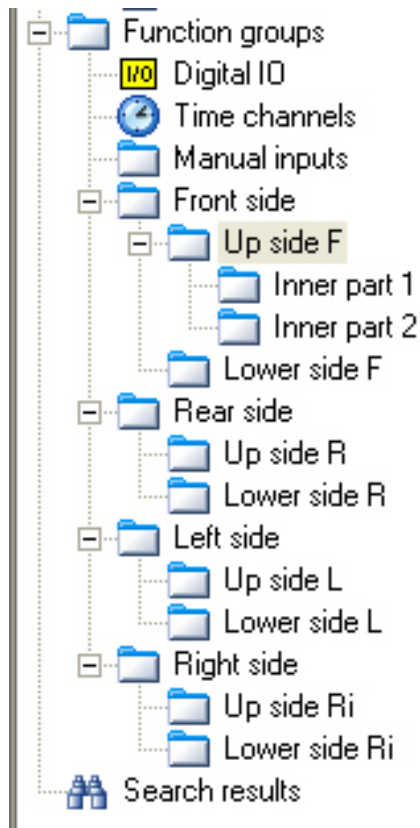 Function groups
I/O Digital IO
Time channels
Manual inputs
Front side
Up side F
Inner part 1
Inner part 2
Lower side F
Rear side
Up side R
Lower side R
Left side
Up side L
Lower side L
Right side
Up side Ri
Lower side Ri
Search results